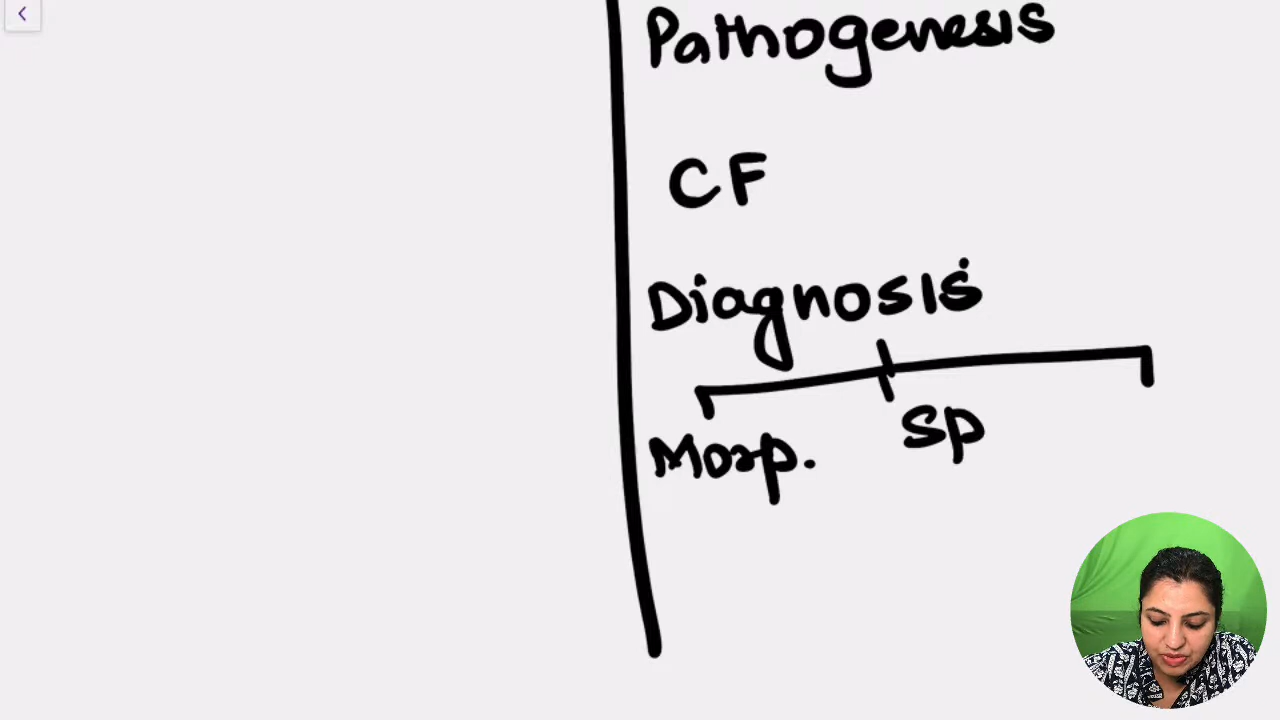 Pathogenesis
CF
Diagnosis
Morp.
Sp